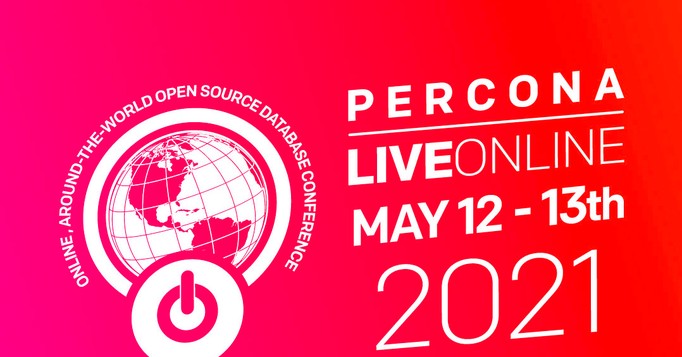 ONLINE, AROUND-THE-WORLD OPEN SOURCE DATABASE CONFERENCE
PERCONA
LIVEONLINE
MAY 12 - 13th
2021